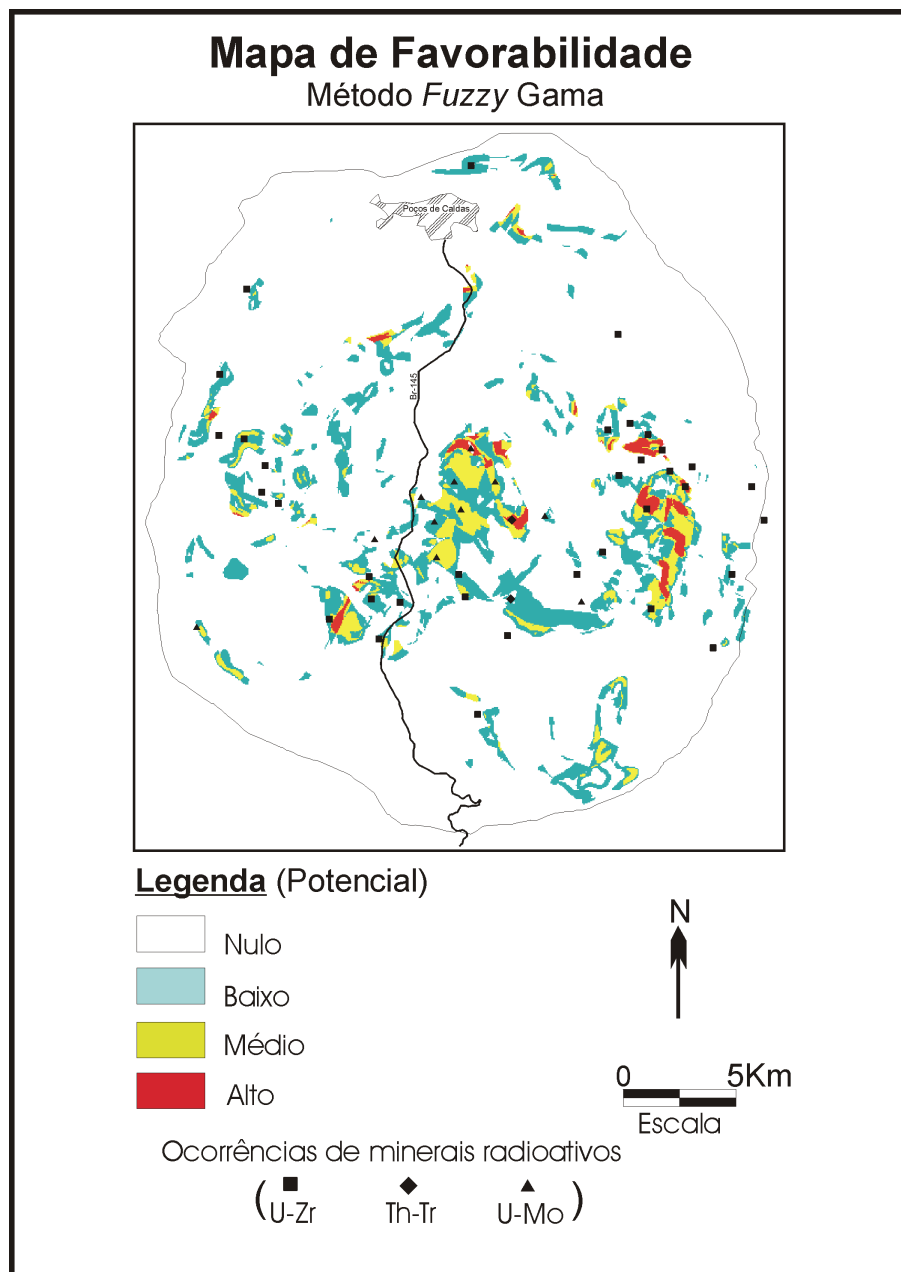 Mapa de Favorabilidade
Método Fuzzy Gama
Poços de Caldas
Br-145
Legenda (Potencial)
Nulo
Baixo
Médio
Alto
N
0 5Km
Escala
Ocorrências de minerais radioativos
( U-Zr Th-Tr U-Mo )